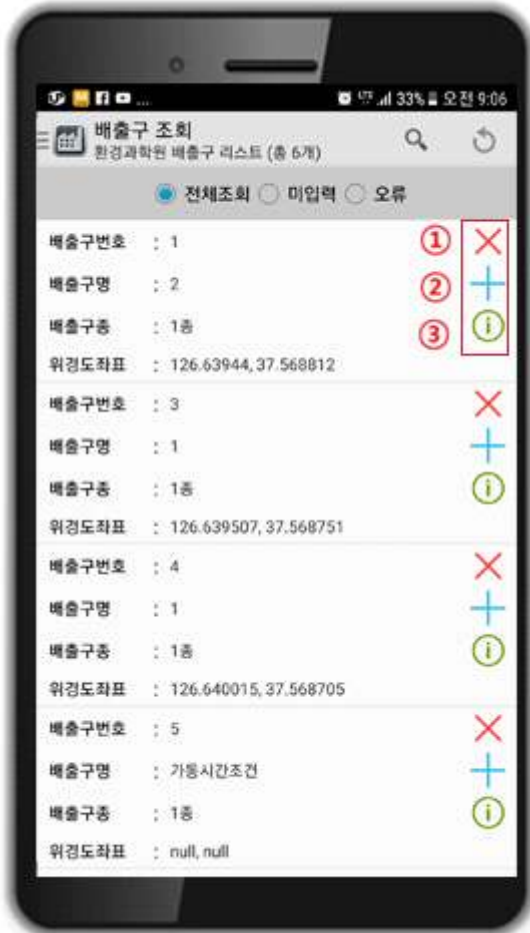 ... LTE 33% 오전 9:06
배출구 조회
환경과학원 배출구 리스트 (총 6개)
전체조회 미입력 오류
배출구번호 : 1 ①
배출구명 : 2 ②
배출구종 : 1종 ③
위경도좌표 : 126.63944, 37.568812
배출구번호 : 3
배출구명 : 1
배출구종 : 1종
위경도좌표 : 126.639507, 37.568751
배출구번호 : 4
배출구명 : 1
배출구종 : 1종
위경도좌표 : 126.640015, 37.568705
배출구번호 : 5
배출구명 : 가동시간조건
배출구종 : 1종
위경도좌표 : null, null